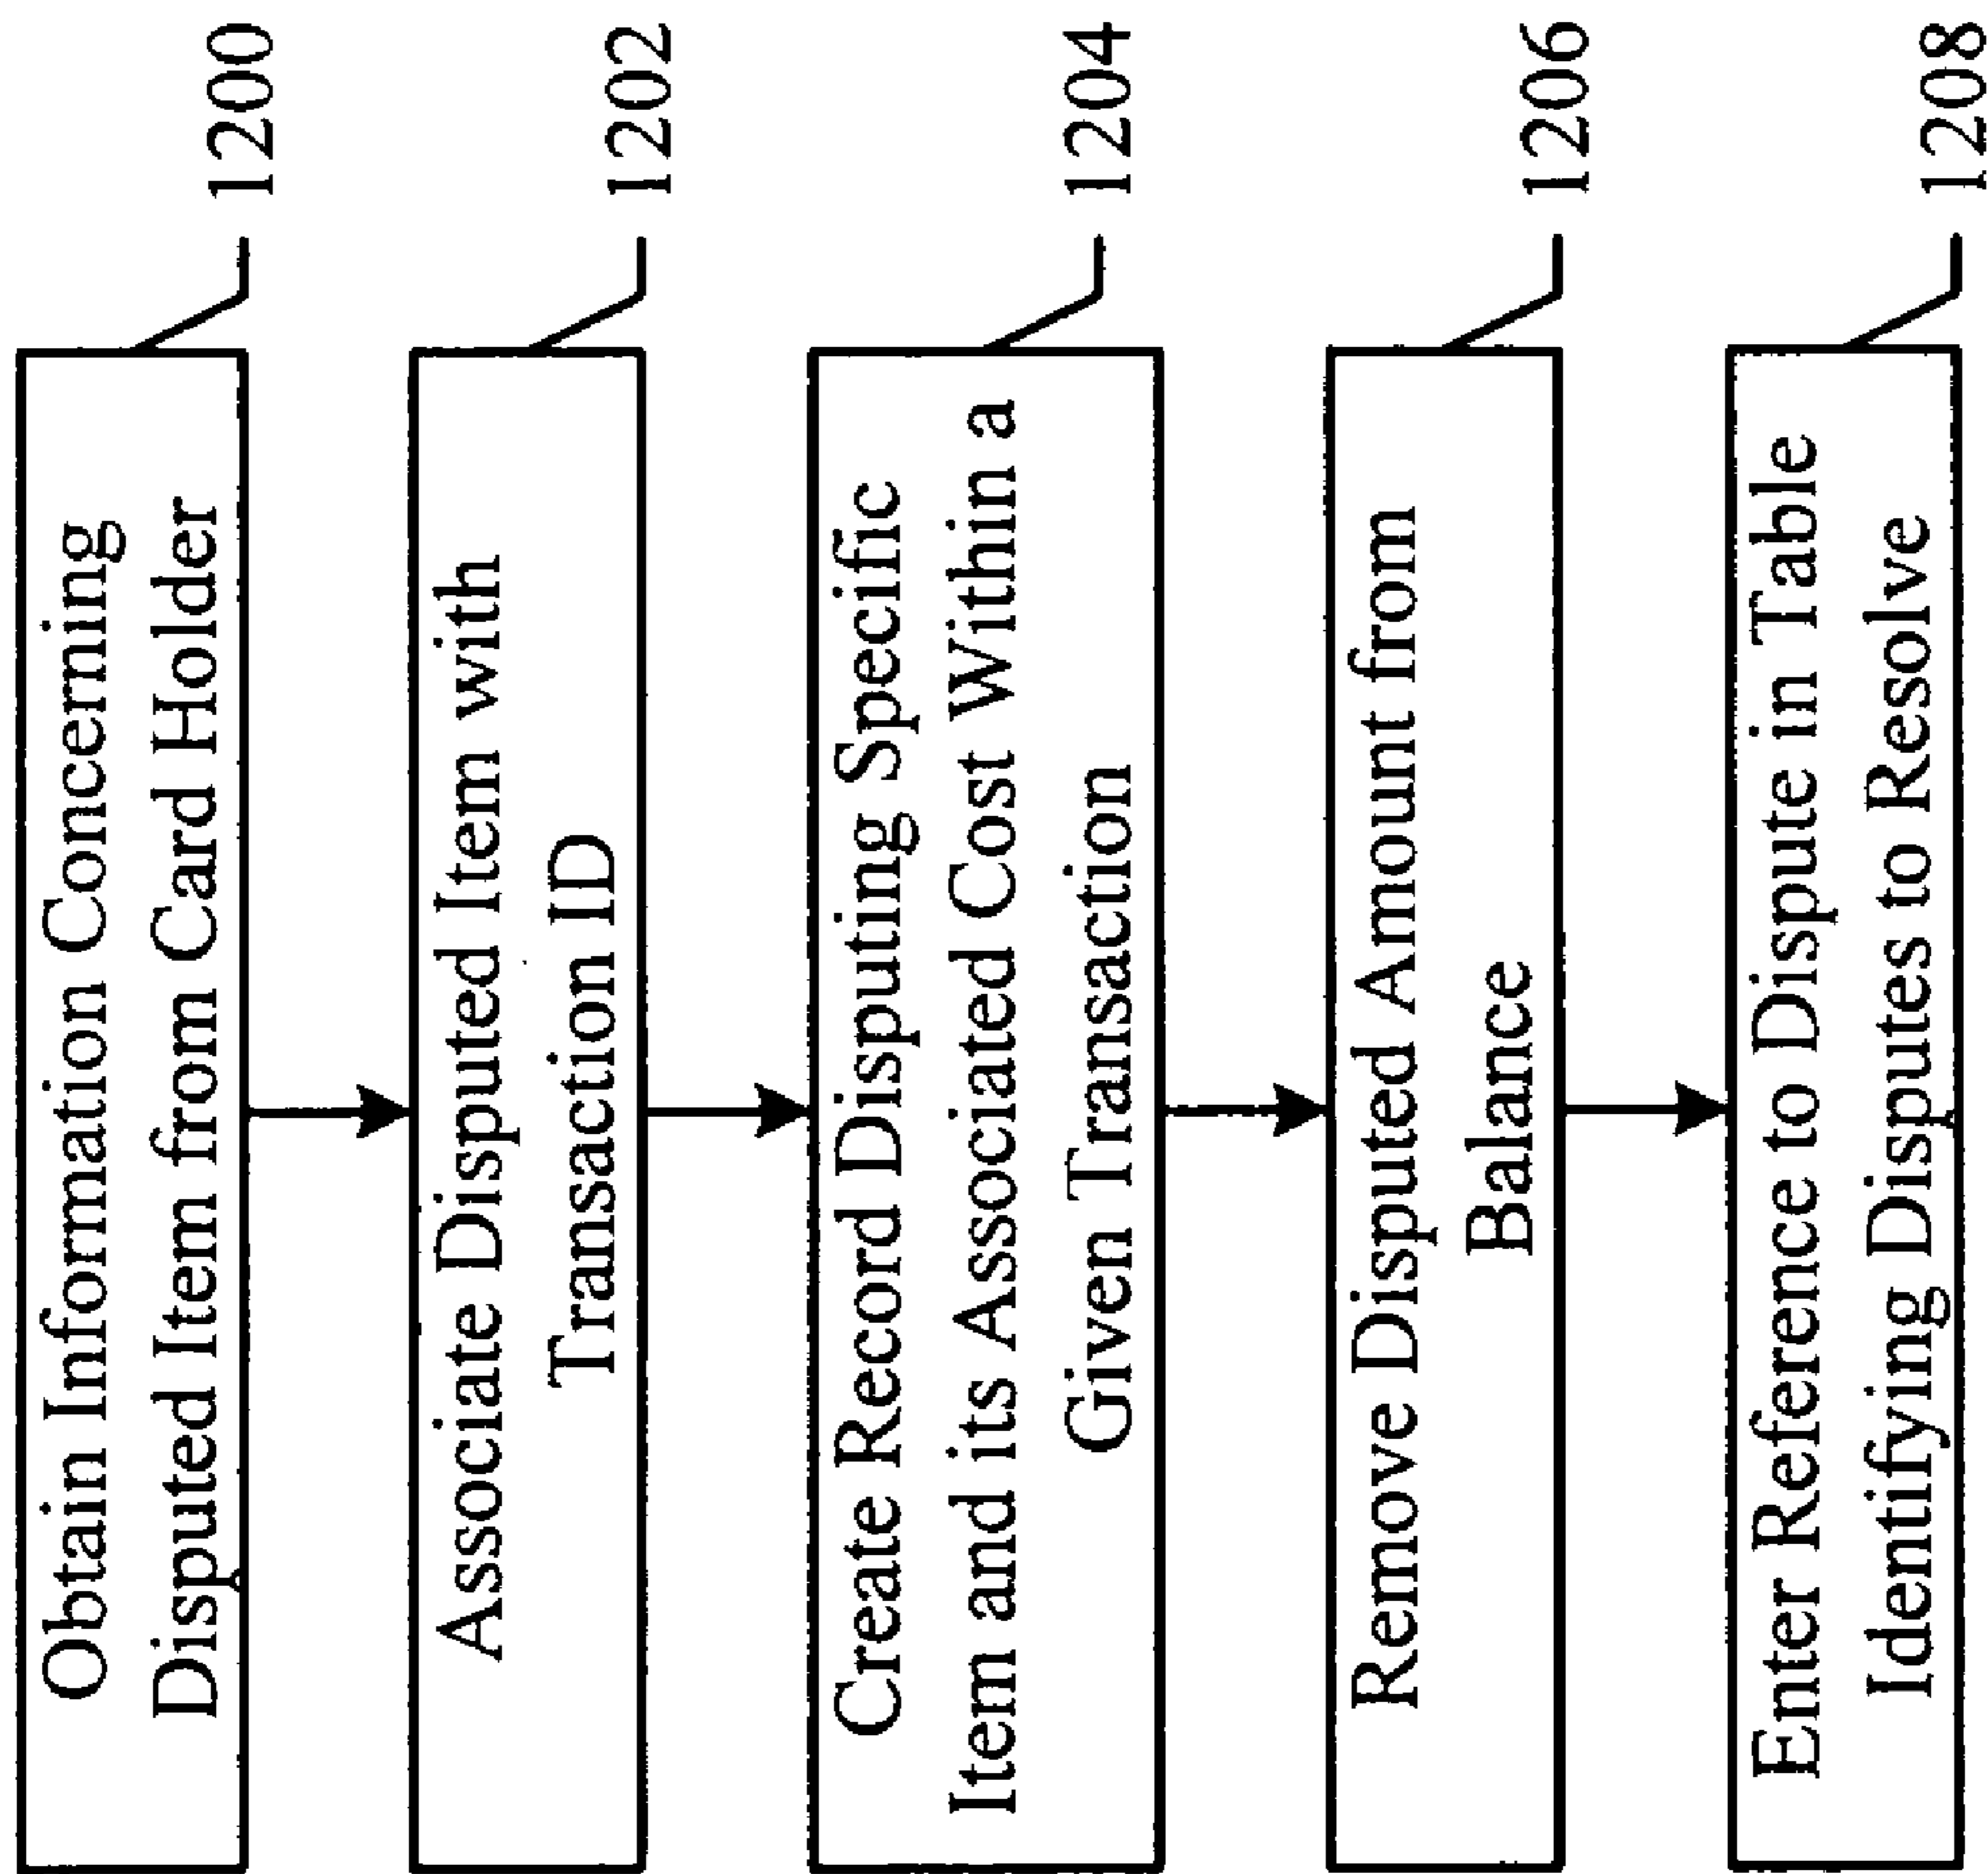 Obtain Information Concerning
Disputed Item from Card Holder
1200
Associate Disputed Item with
Transaction ID
1202
Create Record Disputing Specific
Item and its Associated Cost Within a
Given Transaction
1204
Remove Disputed Amount from
Balance
1206
Enter Reference to Dispute in Table
Identifying Disputes to Resolve
1208